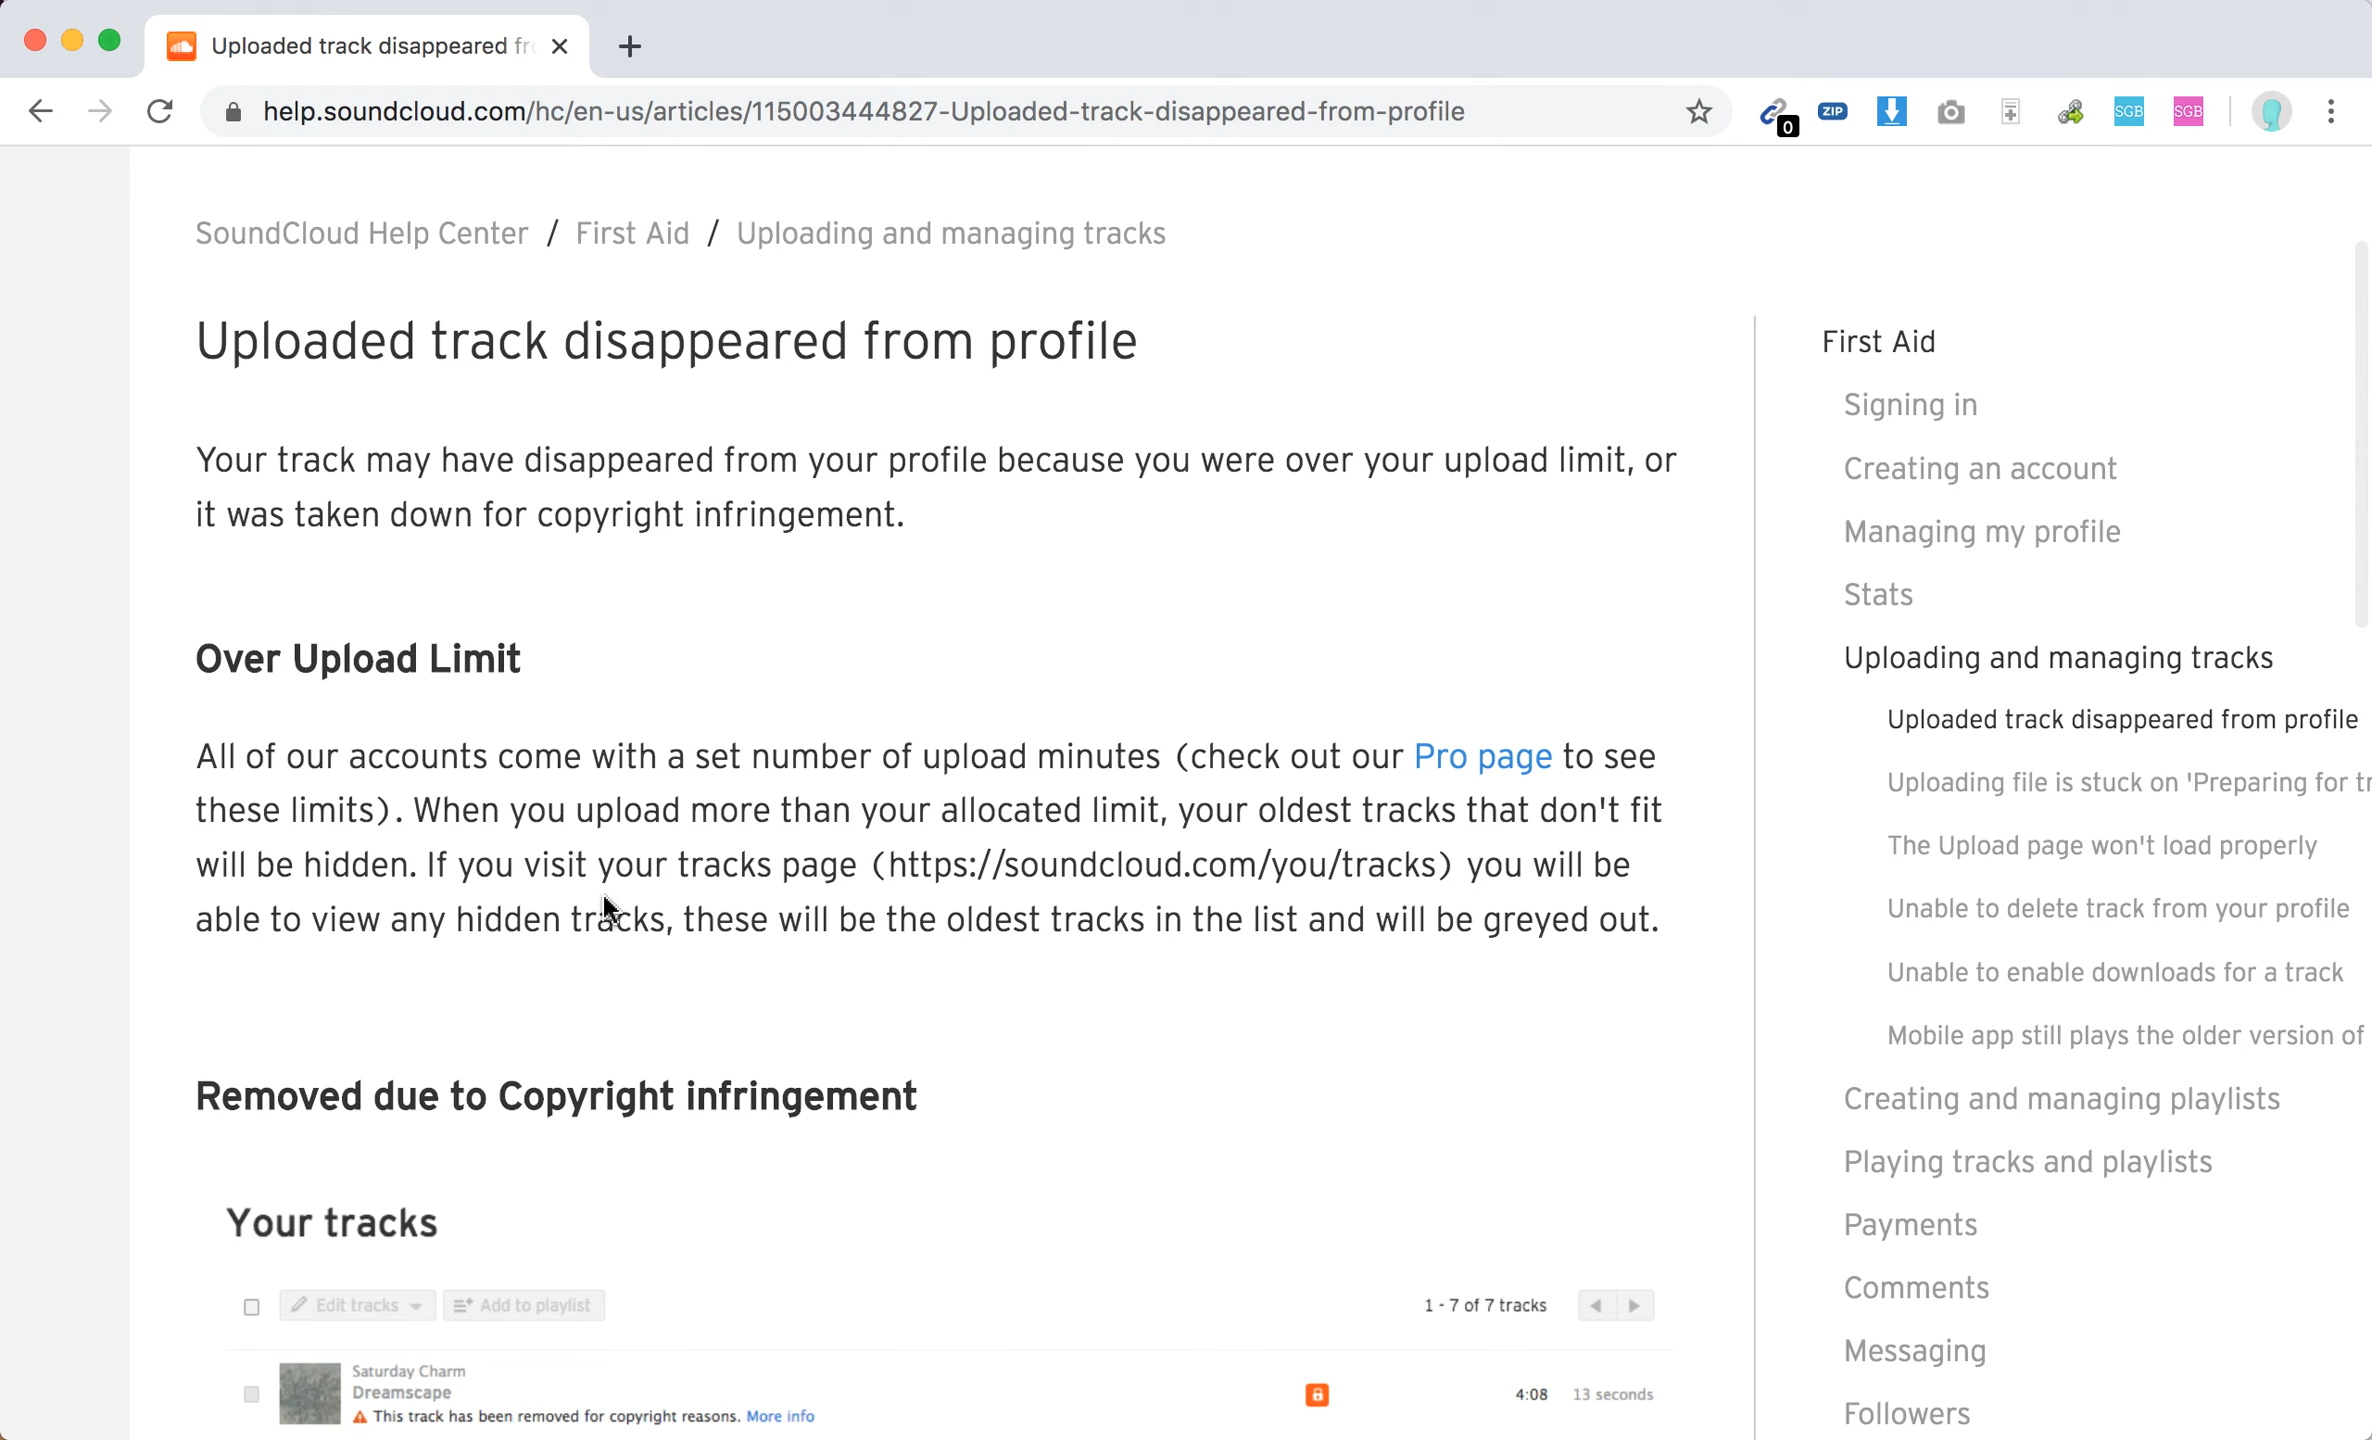 Uploaded track disappeared fr
help.soundcloud.com/hc/en-us/articles/115003444827-Uploaded-track-disappeared-from-profile
0
ZIP
SGB
SGB
SoundCloud Help Center / First Aid / Uploading and managing tracks
Uploaded track disappeared from profile
Your track may have disappeared from your profile because you were over your upload limit, or
it was taken down for copyright infringement.
Over Upload Limit
All of our accounts come with a set number of upload minutes (check out our Pro page to see
these limits). When you upload more than your allocated limit, your oldest tracks that don't fit
will be hidden. If you visit your tracks page (https://soundcloud.com/you/tracks) you will be
able to view any hidden tracks, these will be the oldest tracks in the list and will be greyed out.
Removed due to Copyright infringement
Your tracks
Edit tracks
Add to playlist
1 - 7 of 7 tracks
Saturday Charm
Dreamscape
This track has been removed for copyright reasons. More info
4:08
13 seconds
First Aid
Signing in
Creating an account
Managing my profile
Stats
Uploading and managing tracks
Uploaded track disappeared from profile
Uploading file is stuck on 'Preparing for tr
The Upload page won't load properly
Unable to delete track from your profile
Unable to enable downloads for a track
Mobile app still plays the older version of
Creating and managing playlists
Playing tracks and playlists
Payments
Comments
Messaging
Followers